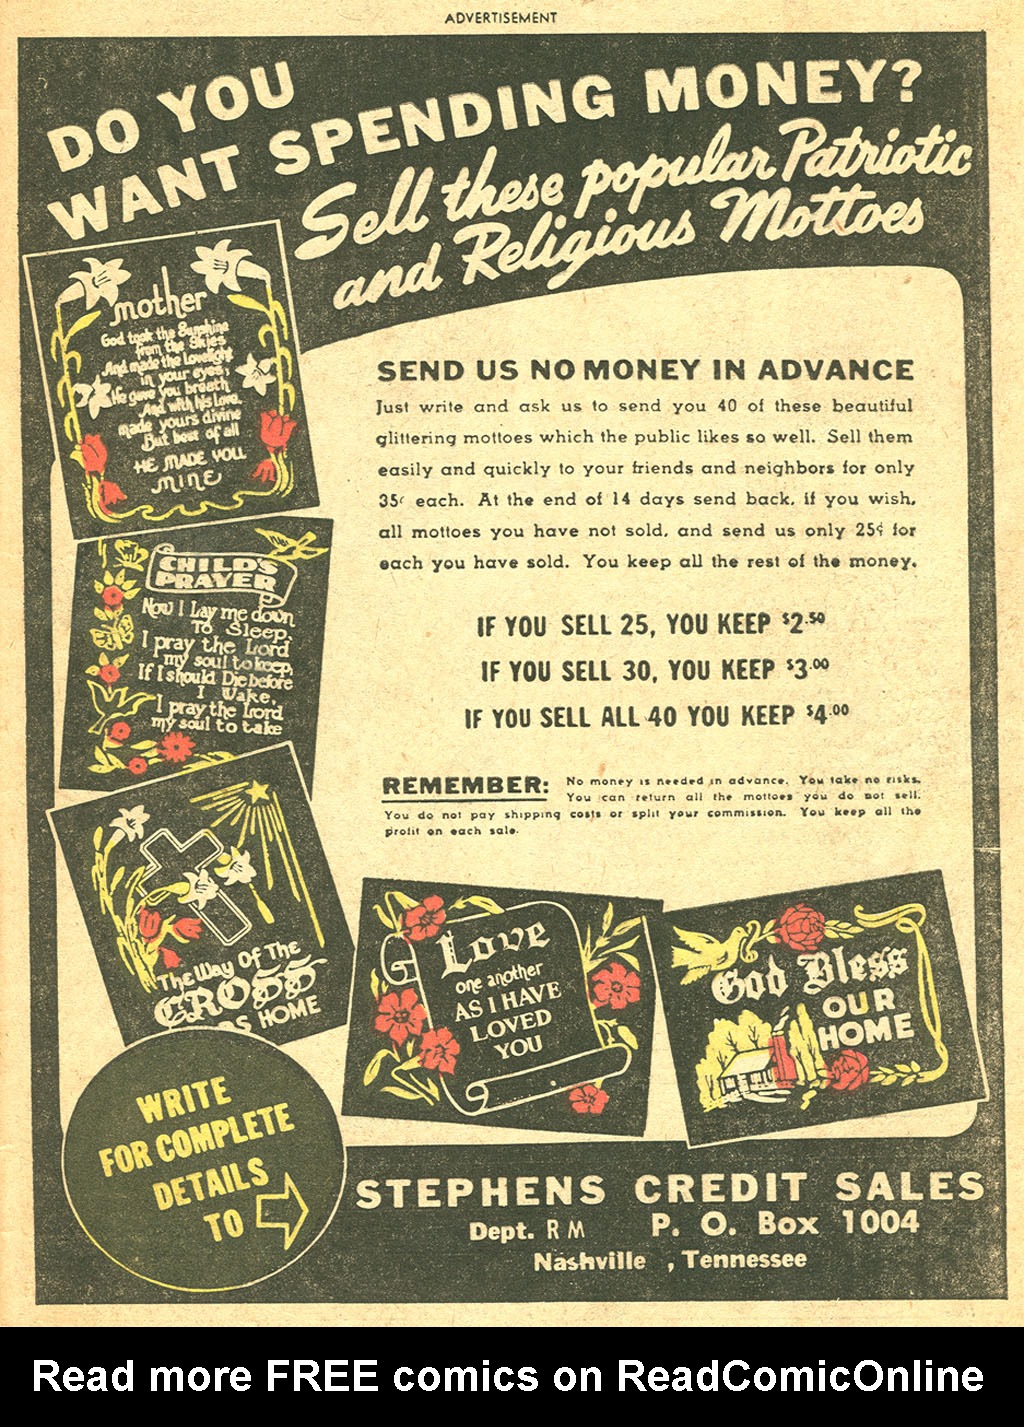 ADVERTISEMENT
DO YOU
WANT SPENDING MONEY?
Sell these popular Patriotic
and Religious Mottoes
mother
God took the Sunshine
from the Skies
And made the Lovelight
in your eyes,
He gave you breath
And with his Love,
made yours divine
But best of all
HE MADE YOU
MINE
CHILD'S
PRAYER
Now I Lay me down
To Sleep,
I pray the Lord
my soul to keep,
If I should Die before
I Wake,
I pray the Lord
my soul to take
The Way Of The
CROSS
HOME
SEND US NO MONEY IN ADVANCE
Just write and ask us to send you 40 of these beautiful
glittering mottoes which the public likes so well. Sell them
easily and quickly to your friends and neighbors for only
35¢ each. At the end of 14 days send back, if you wish,
all mottoes you have not sold, and send us only 25¢ for
each you have sold. You keep all the rest of the money.
IF YOU SELL 25, YOU KEEP $2.50
IF YOU SELL 30, YOU KEEP $3.00
IF YOU SELL ALL 40 YOU KEEP $4.00
REMEMBER: No money is needed in advance. You take no risks.
You can return all the mottoes you do not sell.
You do not pay shipping costs or split your commission. You keep all the
profit on each sale.
Love
one another
AS I HAVE
LOVED
YOU
God Bless
OUR
HOME
WRITE
FOR COMPLETE
DETAILS
TO
STEPHENS CREDIT SALES
Dept. RM P. O. Box 1004
Nashville , Tennessee
Read more FREE comics on ReadComicOnline